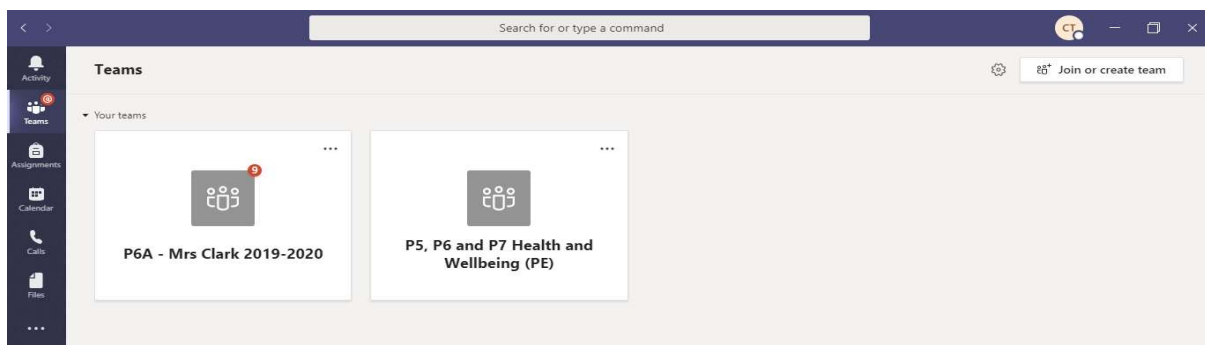 Search for or type a command
CT
Activity
Teams
Assignments
Calendar
Calls
Files
Teams
Join or create team
Your teams
9
P6A - Mrs Clark 2019-2020
P5, P6 and P7 Health and
Wellbeing (PE)